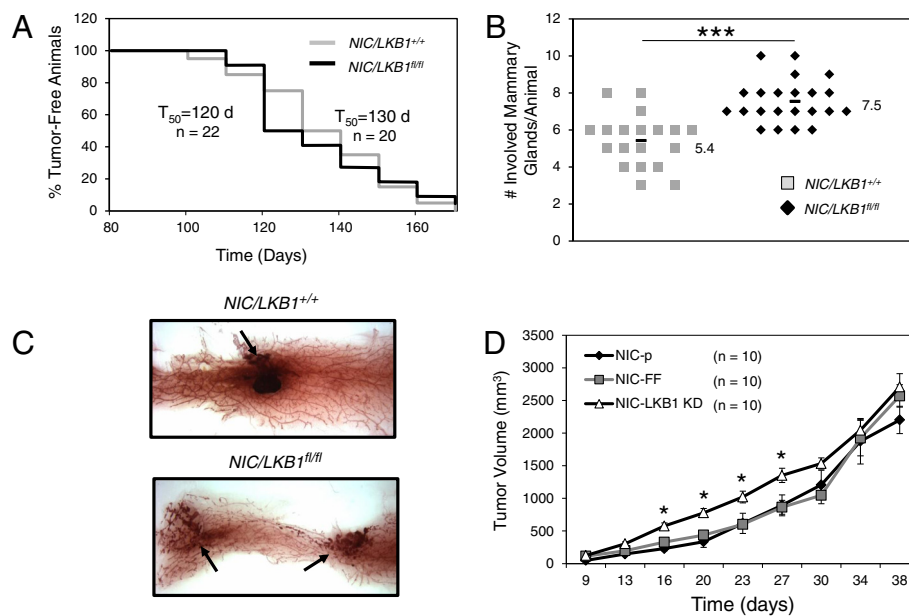 A
% Tumor-Free Animals
120
100
80
60
40
20
0
80
100
120
140
160
Time (Days)
NIC/LKB1+/+
NIC/LKB1fl/fl
T50=120 d
n = 22
T50=130 d
n = 20
B
# Involved Mammary
Glands/Animal
12
10
8
6
4
2
0
***
5.4
7.5
NIC/LKB1+/+
NIC/LKB1fl/fl
C
NIC/LKB1+/+
NIC/LKB1fl/fl
D
Tumor Volume (mm3)
3500
3000
2500
2000
1500
1000
500
0
NIC-p (n = 10)
NIC-FF (n = 10)
NIC-LKB1 KD (n = 10)
* * * *
9
13
16
20
23
27
30
34
38
Time (days)